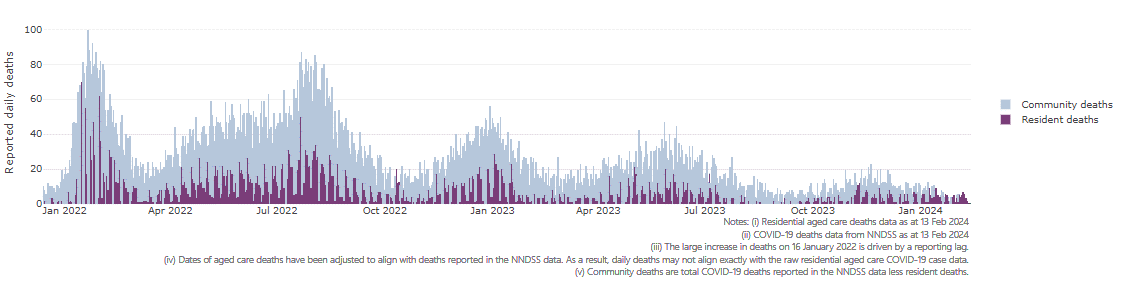 Reported daily deaths
100
80
60
40
20
0
Jan 2022 Apr 2022 Jul 2022 Oct 2022 Jan 2023 Apr 2023 Jul 2023 Oct 2023 Jan 2024
Community deaths
Resident deaths
Notes: (i) Residential aged care deaths data as at 13 Feb 2024
(ii) COVID-19 deaths data from NNDSS as at 13 Feb 2024
(iii) The large increase in deaths on 16 January 2022 is driven by a reporting lag.
(iv) Dates of aged care deaths have been adjusted to align with deaths reported in the NNDSS data. As a result, daily deaths may not align exactly with the raw residential aged care COVID-19 case data.
(v) Community deaths are total COVID-19 deaths reported in the NNDSS data less resident deaths.